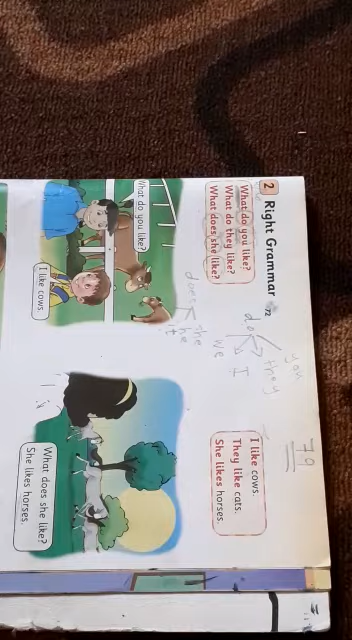 2 Right Grammar 72
What do you like?
What do they like?
What does she like?
I like cows.
They like cats.
She likes horses.
79
do
you
they
I
we
does
she
he
it
What do you like?
I like cows.
What does she like?
She likes horses.